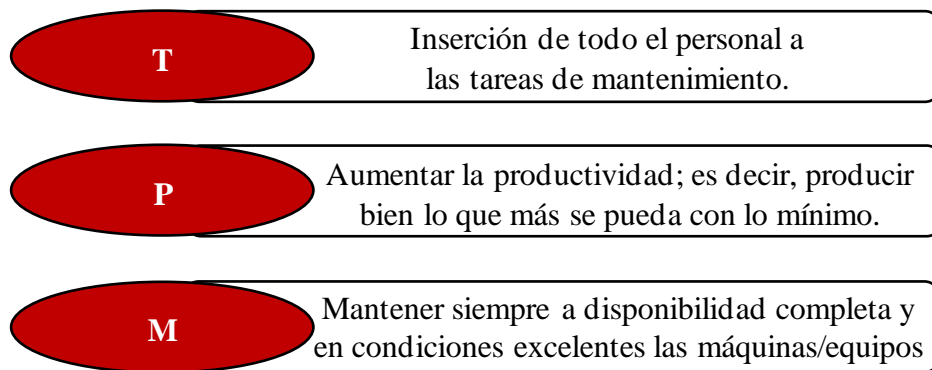 T
Inserción de todo el personal a
las tareas de mantenimiento.
P
Aumentar la productividad; es decir, producir
bien lo que más se pueda con lo mínimo.
M
Mantener siempre a disponibilidad completa y
en condiciones excelentes las máquinas/equipos